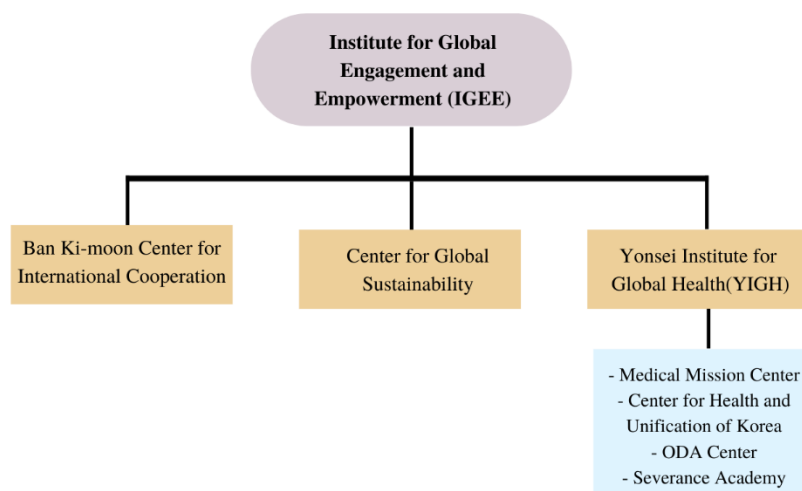 Institute for Global
Engagement and
Empowerment (IGEE)
Ban Ki-moon Center for
International Cooperation
Center for Global
Sustainability
Yonsei Institute for
Global Health(YIGH)
- Medical Mission Center
- Center for Health and
Unification of Korea
- ODA Center
- Severance Academy